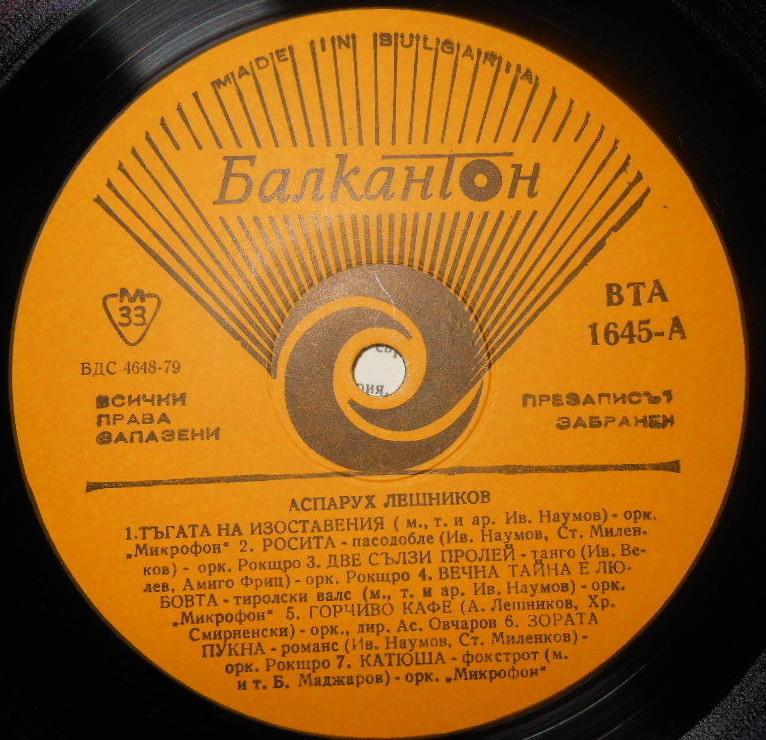 MADE IN BULGARIA
Балкантон
М
33
БДС 4648-79
ВСИЧКИ
ПРАВА
ЗАПАЗЕНИ
ВТА
1645-А
ПРЕЗАПИСЪТ
ЗАБРАНЕН
рия,
АСПАРУХ ЛЕШНИКОВ
1.ТЪГАТА НА ИЗОСТАВЕНИЯ ( м., т. и ар. Ив. Наумов) - орк.
„Микрофон“ 2. РОСИТА - пасодобле (Ив. Наумов, Ст. Милен-
ков) - орк. Рокщро 3. ДВЕ СЪЛЗИ ПРОЛЕЙ - танго (Ив. Ве-
лев, Амиго Фриц) - орк. Рокщро 4. ВЕЧНА ТАЙНА Е ЛЮ-
БОВТА - тиролски валс (м., т. и ар. Ив. Наумов) - орк.
„Микрофон“ 5. ГОРЧИВО КАФЕ (А. Лешников, Хр.
Смирненски) - орк., дир. Ас. Овчаров 6. ЗОРАТА
ПУКНА - романс (Ив. Наумов, Ст. Миленков) -
орк. Рокщро 7. КАТЮША - фокстрот (м.
и т. Б. Маджаров) - орк. „Микрофон“